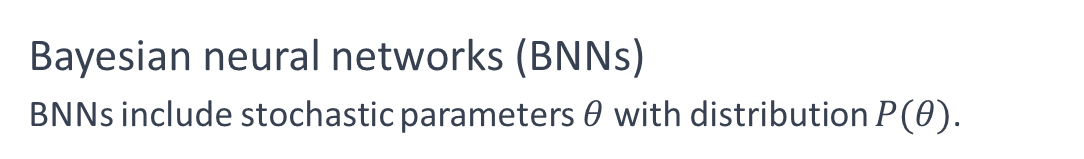 Bayesian neural networks (BNNs)
BNNs include stochastic parameters 𝜃 with distribution 𝑃(𝜃).